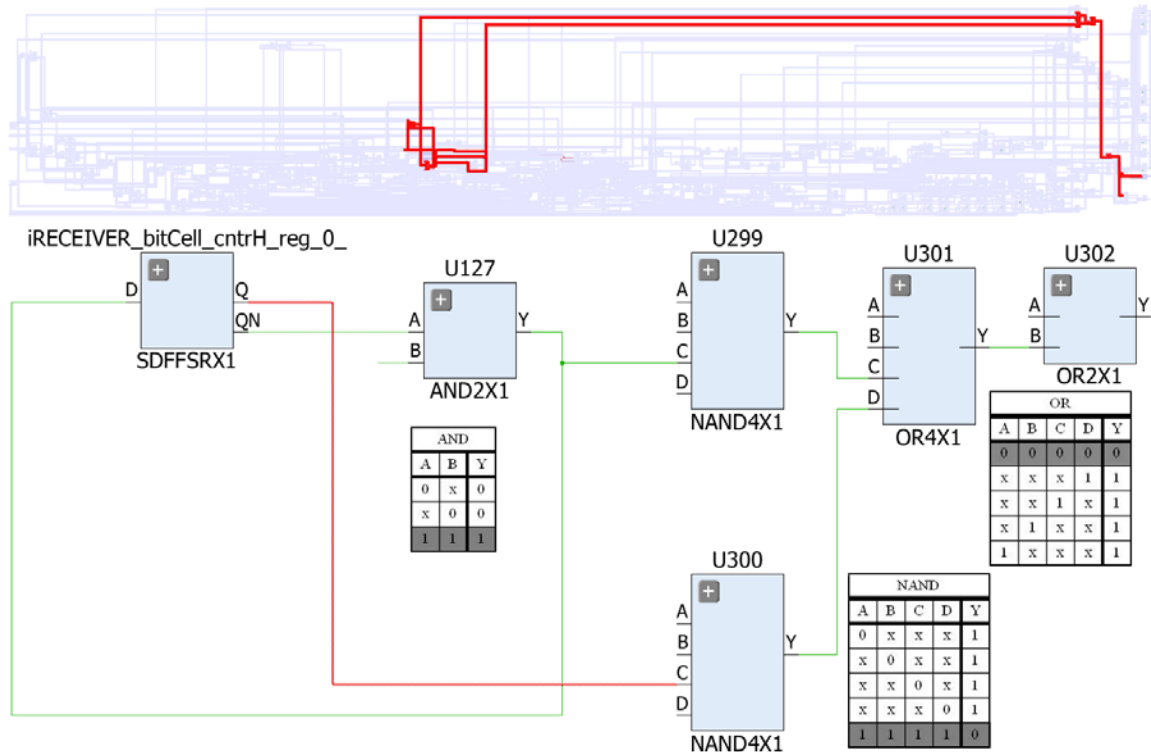 iRECEIVER_bitCell_cntrH_reg_0_
D
Q
QN
SDFFSRX1
U127
A
B
Y
AND2X1
AND
A B Y
0 x 0
x 0 0
1 1 1
U299
A
B
C
D
Y
NAND4X1
U301
A
B
C
D
Y
OR4X1
U302
A
B
Y
OR2X1
OR
A B C D Y
0 0 0 0 0
x x x 1 1
x x 1 x 1
x 1 x x 1
1 x x x 1
U300
A
B
C
D
Y
NAND4X1
NAND
A B C D Y
0 x x x 1
x 0 x x 1
x x 0 x 1
x x x 0 1
1 1 1 1 0